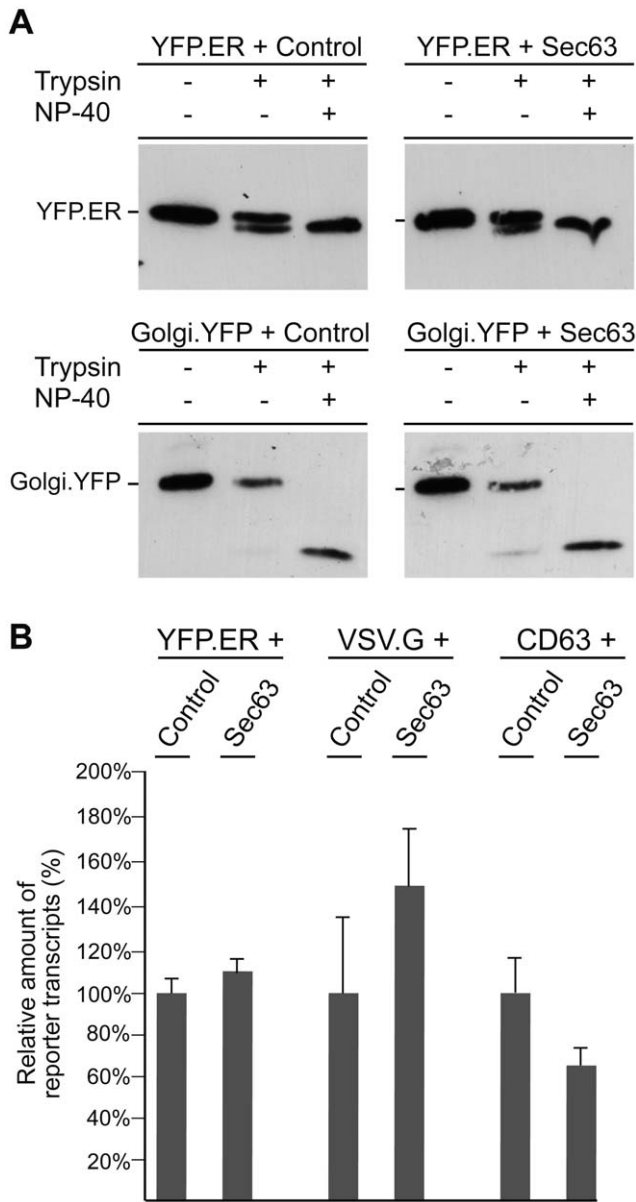 A
YFP.ER + Control YFP.ER + Sec63
Trypsin - + + - + +
NP-40 - - + - - +
YFP.ER
Golgi.YFP + Control Golgi.YFP + Sec63
Trypsin - + + - + +
NP-40 - - + - - +
Golgi.YFP
B
YFP.ER + VSV.G + CD63 +
Control Sec63 Control Sec63 Control Sec63
Relative amount of
reporter transcripts (%)
200%
180%
160%
140%
120%
100%
80%
60%
40%
20%